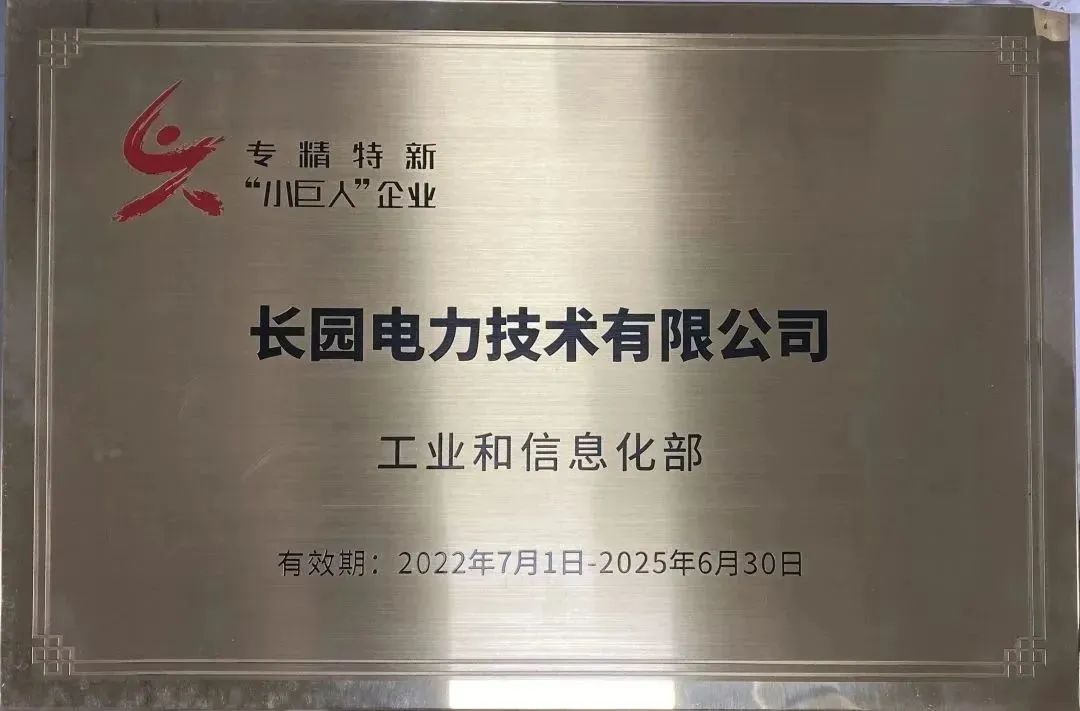 专精特新
“小巨人”企业
长园电力技术有限公司
工业和信息化部
有效期：2022年7月1日-2025年6月30日